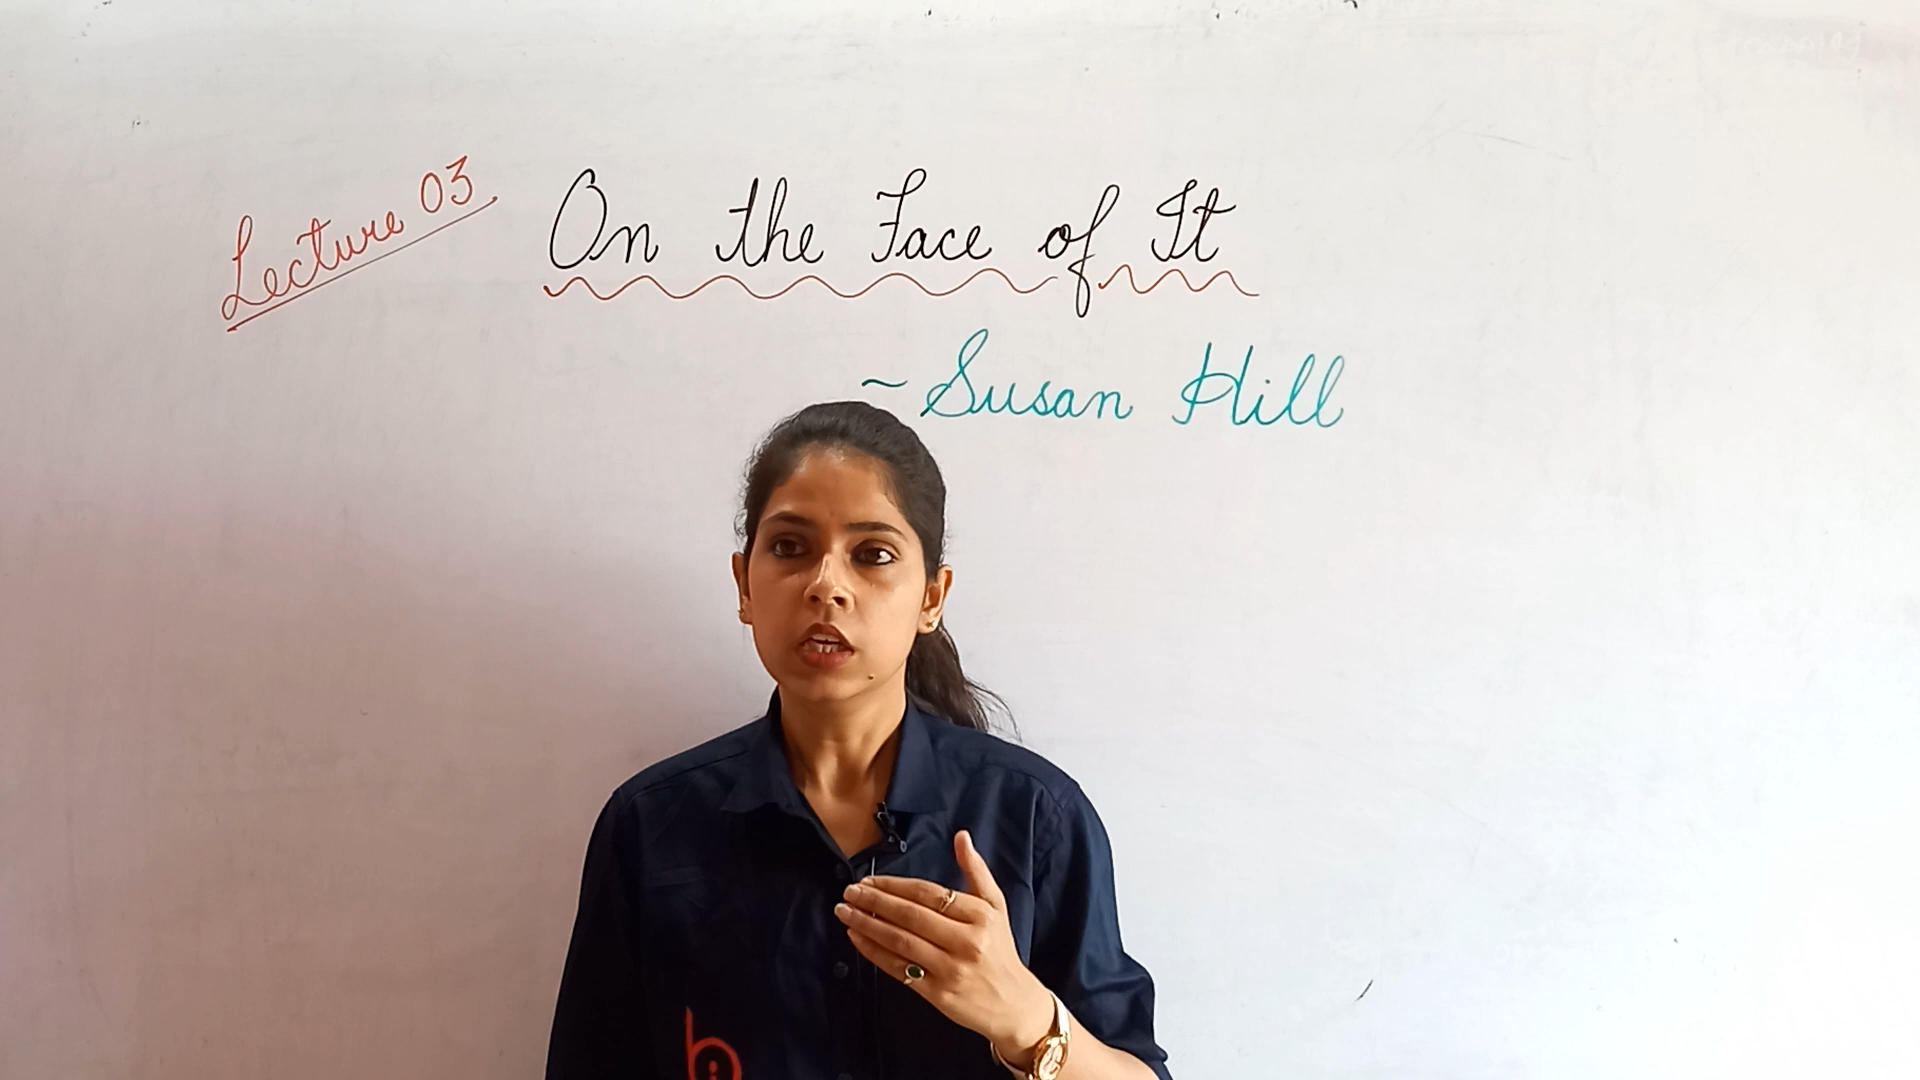 Lecture 03
On the Face of It
~ Susan Hill